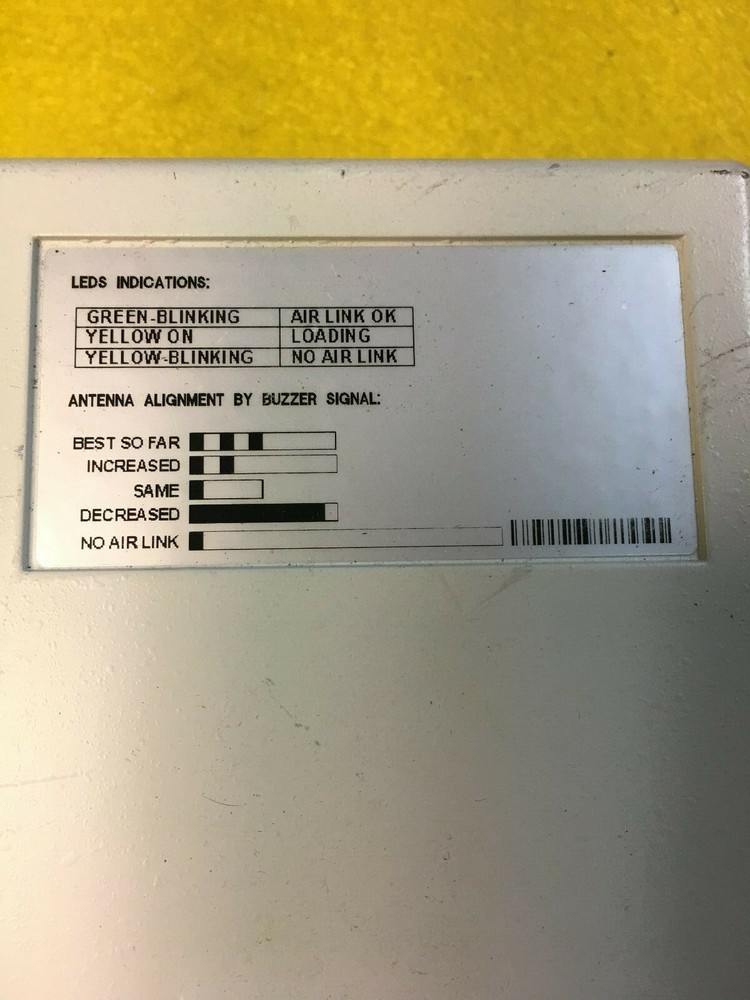 LEDS INDICATIONS:
GREEN-BLINKING AIR LINK OK
YELLOW ON LOADING
YELLOW-BLINKING NO AIR LINK
ANTENNA ALIGNMENT BY BUZZER SIGNAL:
BEST SO FAR
INCREASED
SAME
DECREASED
NO AIR LINK